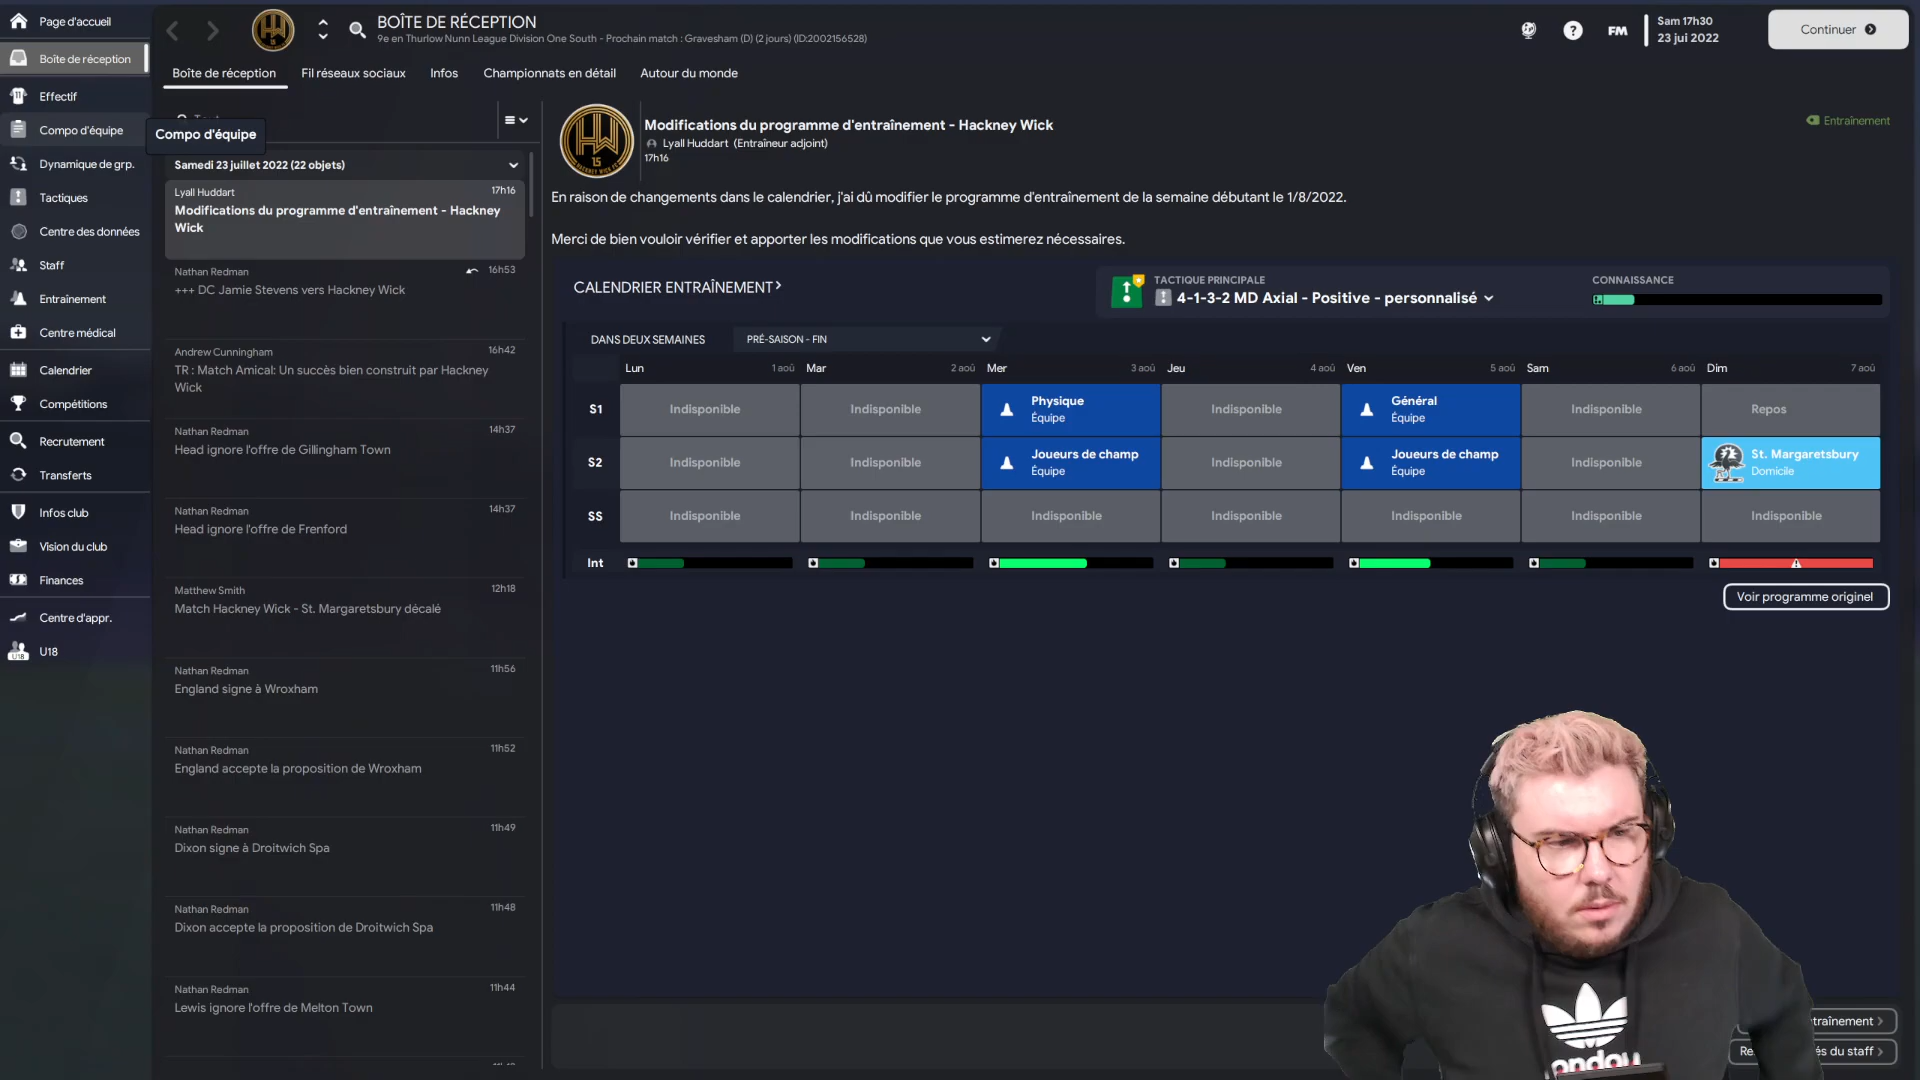 Page d'accueil
Boîte de réception
Effectif
Compo d'équipe
Dynamique de grp.
Tactiques
Centre des données
Staff
Entraînement
Centre médical
Calendrier
Compétitions
Recrutement
Transferts
Infos club
Vision du club
Finances
Centre d'appr.
U18
BOÎTE DE RÉCEPTION
9e en Thurlow Nunn League Division One South - Prochain match : Gravesham (D) (2 jours) (ID:2002156528)
FM
Sam 17h30
23 jui 2022
Continuer
Boîte de réception
Fil réseaux sociaux
Infos
Championnats en détail
Autour du monde
Compo d'équipe
Samedi 23 juillet 2022 (22 objets)
Lyall Huddart 17h16
Modifications du programme d'entraînement - Hackney
Wick
Nathan Redman 16h53
+++ DC Jamie Stevens vers Hackney Wick
Andrew Cunningham 16h42
TR : Match Amical: Un succès bien construit par Hackney
Wick
Nathan Redman 14h37
Head ignore l'offre de Gillingham Town
Nathan Redman 14h37
Head ignore l'offre de Frenford
Matthew Smith 12h18
Match Hackney Wick - St. Margaretsbury décalé
Nathan Redman 11h56
England signe à Wroxham
Nathan Redman 11h52
England accepte la proposition de Wroxham
Nathan Redman 11h49
Dixon signe à Droitwich Spa
Nathan Redman 11h48
Dixon accepte la proposition de Droitwich Spa
Nathan Redman 11h44
Lewis ignore l'offre de Melton Town
Modifications du programme d'entraînement - Hackney Wick
Lyall Huddart (Entraîneur adjoint)
17h16
Entraînement
En raison de changements dans le calendrier, j'ai dû modifier le programme d'entraînement de la semaine débutant le 1/8/2022.
Merci de bien vouloir vérifier et apporter les modifications que vous estimerez nécessaires.
CALENDRIER ENTRAÎNEMENT
TACTIQUE PRINCIPALE
4-1-3-2 MD Axial - Positive - personnalisé
CONNAISSANCE
DANS DEUX SEMAINES
PRÉ-SAISON - FIN
Lun 1 aoû Mar 2 aoû Mer 3 aoû Jeu 4 aoû Ven 5 aoû Sam 6 aoû Dim 7 aoû
S1 Indisponible Indisponible Physique Équipe Indisponible Général Équipe Indisponible Repos
S2 Indisponible Indisponible Joueurs de champ Équipe Indisponible Joueurs de champ Équipe Indisponible St. Margaretsbury Domicile
SS Indisponible Indisponible Indisponible Indisponible Indisponible Indisponible Indisponible
Int
Voir programme originel
traînement
és du staff